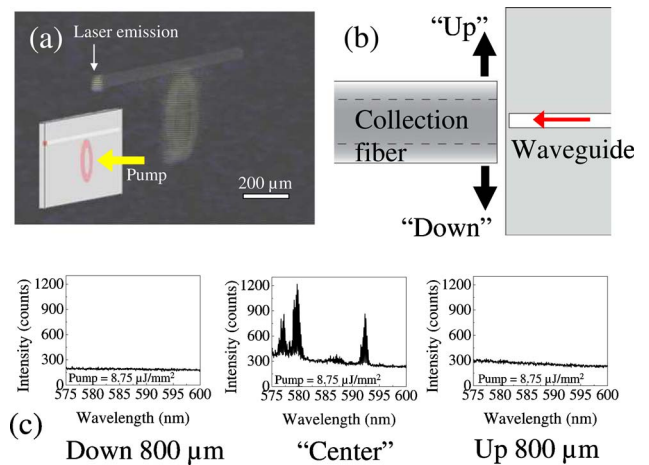 (a)
Laser emission
Pump
200 µm
(b)
“Up”
Collection
fiber
Waveguide
“Down”
Intensity (counts)
1200
900
600
300
0
Pump = 8.75 µJ/mm²
575 580 585 590 595 600
Wavelength (nm)
Down 800 µm
Intensity (counts)
1200
900
600
300
0
Pump = 8.75 µJ/mm²
575 580 585 590 595 600
Wavelength (nm)
“Center”
Intensity (counts)
1200
900
600
300
0
Pump = 8.75 µJ/mm²
575 580 585 590 595 600
Wavelength (nm)
Up 800 µm
(c)